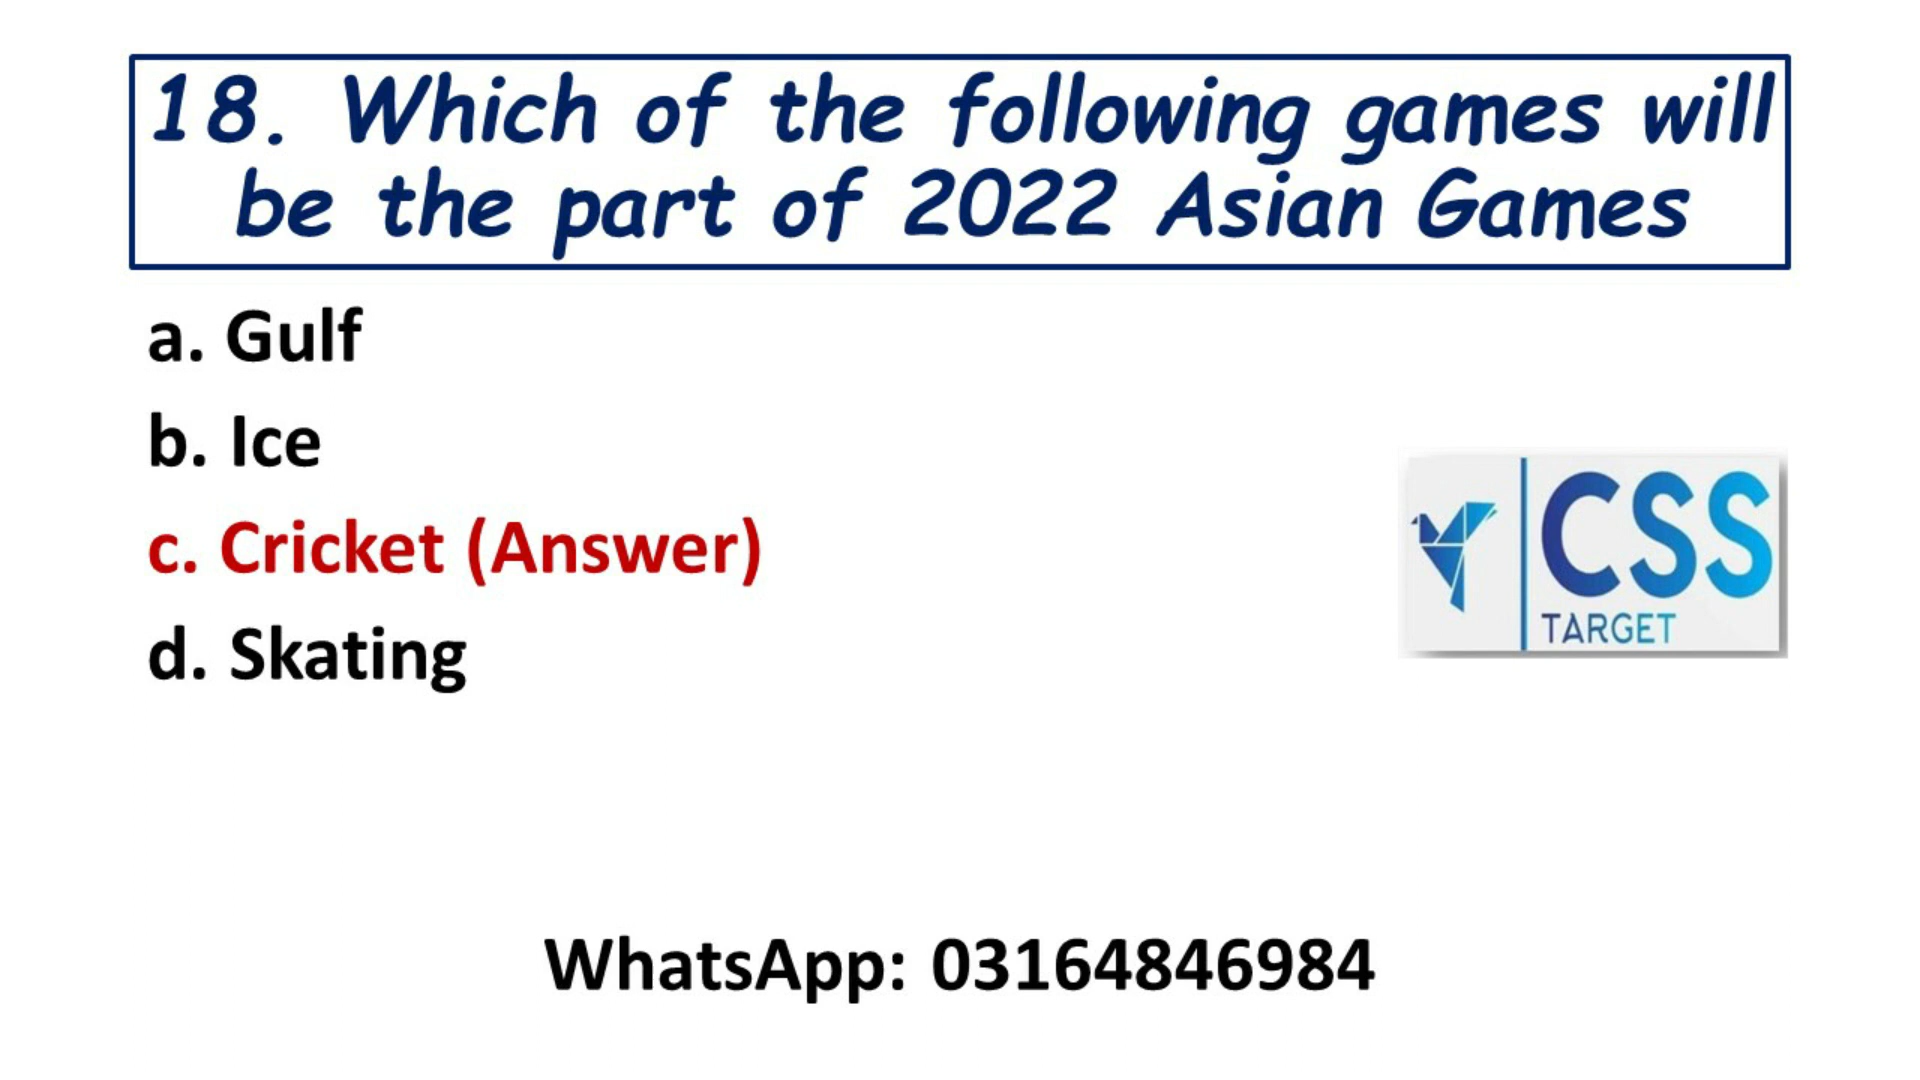 18. Which of the following games will
be the part of 2022 Asian Games
a. Gulf
b. Ice
c. Cricket (Answer)
d. Skating
CSS
TARGET
WhatsApp: 03164846984